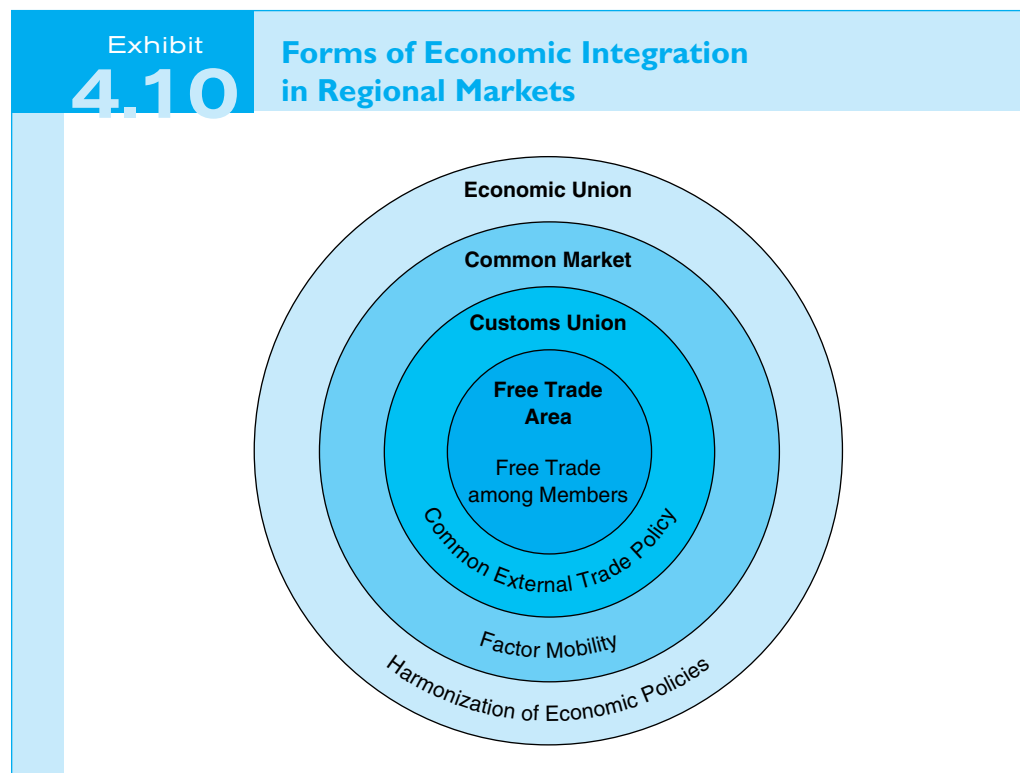 Exhibit
4.10
Forms of Economic Integration
in Regional Markets
Economic Union
Common Market
Customs Union
Free Trade
Area
Free Trade
among Members
Common External Trade Policy
Factor Mobility
Harmonization of Economic Policies